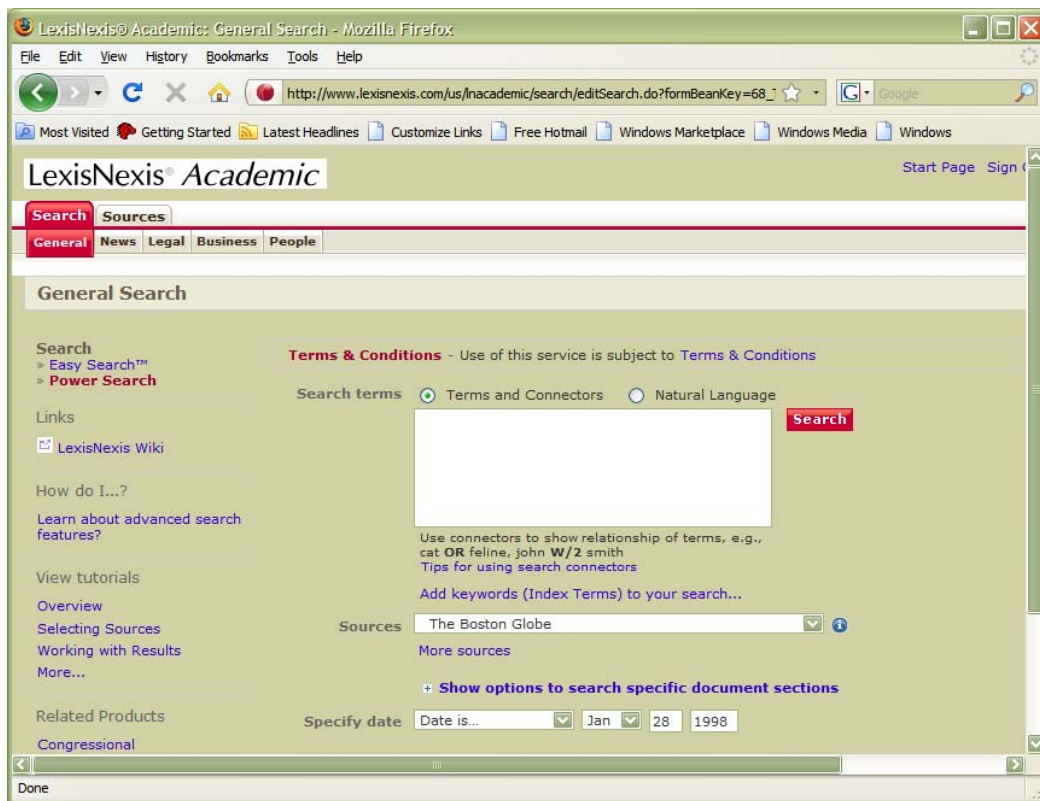 LexisNexis® Academic: General Search - Mozilla Firefox
File Edit View History Bookmarks Tools Help
http://www.lexisnexis.com/us/lnacademic/search/editSearch.do?formBeanKey=68_ G Google
Most Visited Getting Started Latest Headlines Customize Links Free Hotmail Windows Marketplace Windows Media Windows
LexisNexis® Academic Start Page Sign
Search Sources
General News Legal Business People
General Search
Search
» Easy Search™
» Power Search
Terms & Conditions - Use of this service is subject to Terms & Conditions
Search terms Terms and Connectors Natural Language
Search
Links
LexisNexis Wiki
How do I...?
Learn about advanced search
features?
Use connectors to show relationship of terms, e.g.,
cat OR feline, john W/2 smith
Tips for using search connectors
View tutorials
Add keywords (Index Terms) to your search...
Overview
Selecting Sources
Working with Results
More...
Sources The Boston Globe
More sources
Show options to search specific document sections
Related Products
Specify date Date is... Jan 28 1998
Congressional
Done